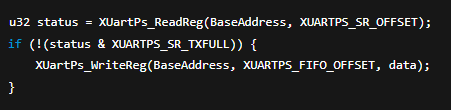 u32 status = XUartPs_ReadReg(BaseAddress, XUARTPS_SR_OFFSET);
if (!(status & XUARTPS_SR_TXFULL)) {
    XUartPs_WriteReg(BaseAddress, XUARTPS_FIFO_OFFSET, data);
}